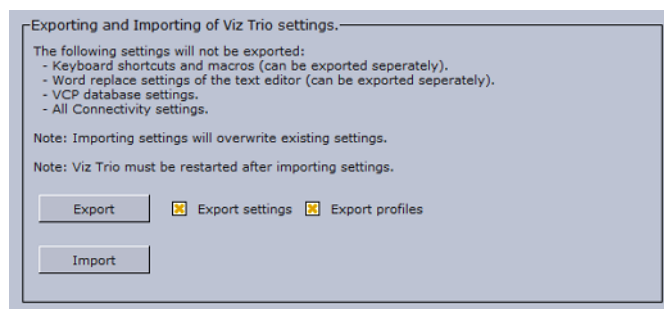 Exporting and Importing of Viz Trio settings.
The following settings will not be exported:
- Keyboard shortcuts and macros (can be exported seperately).
- Word replace settings of the text editor (can be exported seperately).
- VCP database settings.
- All Connectivity settings.
Note: Importing settings will overwrite existing settings.
Note: Viz Trio must be restarted after importing settings.
Export Export settings Export profiles
Import